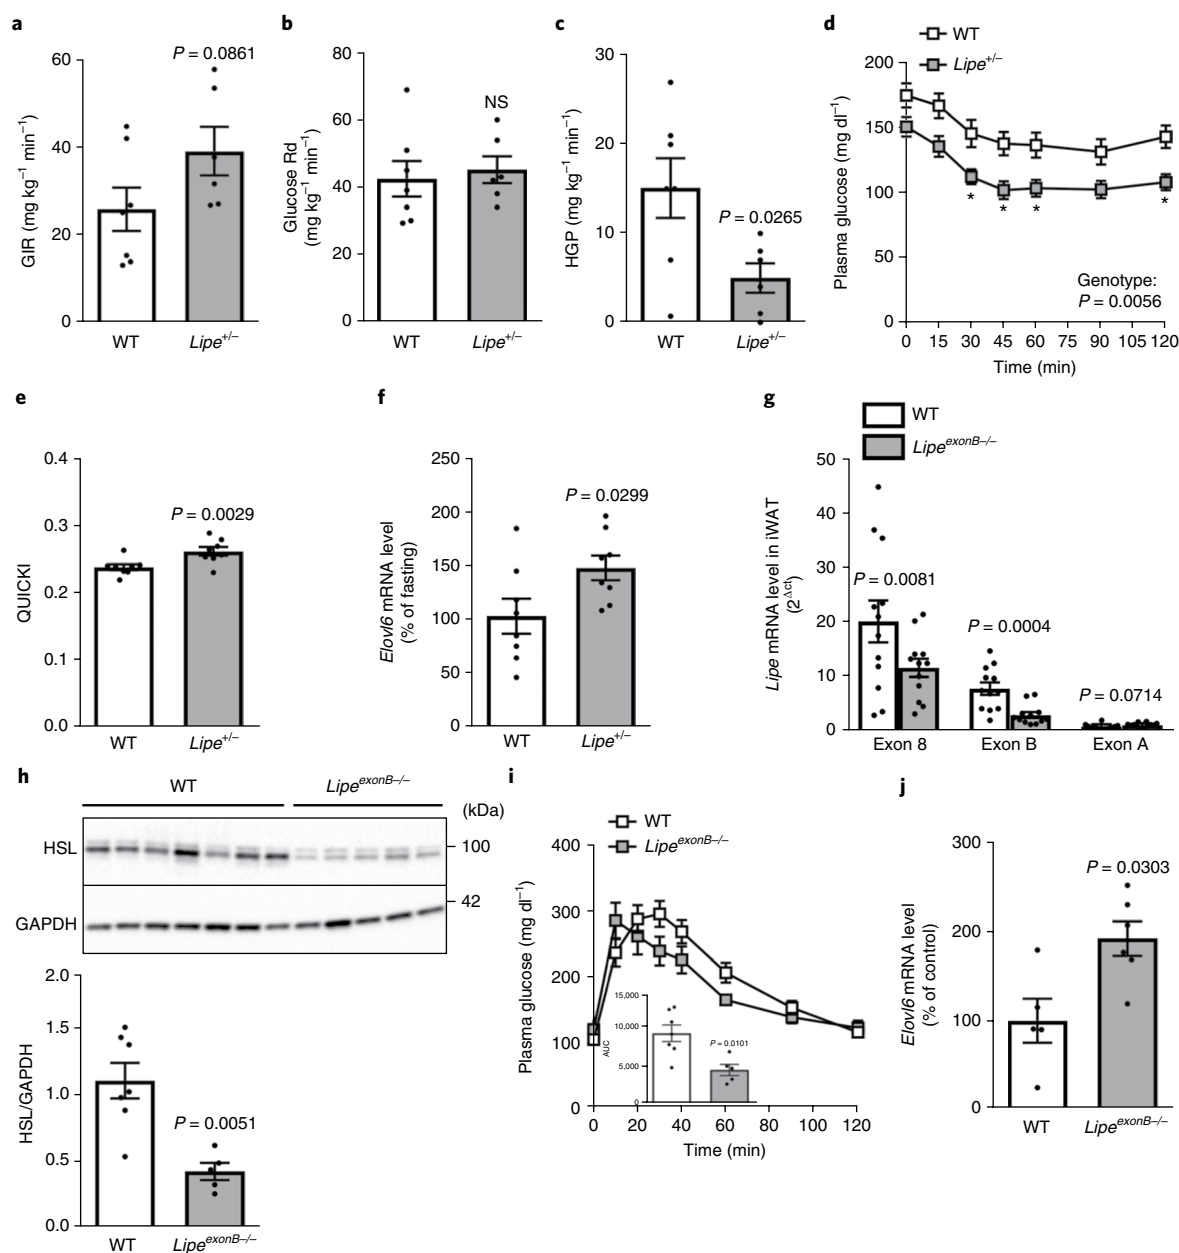 a
P = 0.0861
60
40
20
0
GIR (mg kg⁻¹ min⁻¹)
WT
Lipe⁺/⁻
b
80
60
40
20
0
Glucose Rd
(mg kg⁻¹ min⁻¹)
NS
WT
Lipe⁺/⁻
c
30
20
10
0
HGP (mg kg⁻¹ min⁻¹)
P = 0.0265
WT
Lipe⁺/⁻
d
WT
Lipe⁺/⁻
200
150
100
50
0
Plasma glucose (mg dl⁻¹)
* * * *
Genotype:
P = 0.0056
0 15 30 45 60 75 90 105 120
Time (min)
e
0.4
0.3
0.2
0.1
0.0
QUICKI
P = 0.0029
WT
Lipe⁺/⁻
f
250
200
150
100
50
0
Elovl6 mRNA level
(% of fasting)
P = 0.0299
WT
Lipe⁺/⁻
g
WT
Lipeᵉˣᵒⁿᴮ⁻/⁻
50
40
30
20
10
0
Lipe mRNA level in iWAT
(2^Δct)
P = 0.0081
P = 0.0004
P = 0.0714
Exon 8
Exon B
Exon A
h
WT
Lipeᵉˣᵒⁿᴮ⁻/⁻
(kDa)
HSL
100
GAPDH
42
2.0
1.5
1.0
0.5
0.0
HSL/GAPDH
P = 0.0051
WT
Lipeᵉˣᵒⁿᴮ⁻/⁻
i
WT
Lipeᵉˣᵒⁿᴮ⁻/⁻
400
300
200
100
0
Plasma glucose (mg dl⁻¹)
15,000
10,000
5,000
0
AUC
P = 0.0101
0 20 40 60 80 100 120
Time (min)
j
300
200
100
0
Elovl6 mRNA level
(% of control)
P = 0.0303
WT
Lipeᵉˣᵒⁿᴮ⁻/⁻